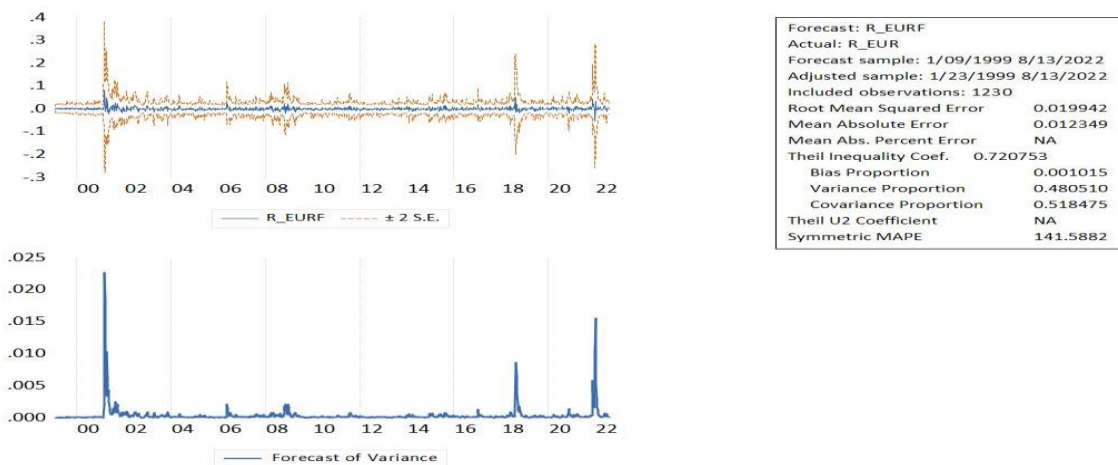 .4
.3
.2
.1
.0
-.1
-.2
-.3
00 02 04 06 08 10 12 14 16 18 20 22
R_EURF ± 2 S.E.
Forecast: R_EURF
Actual: R_EUR
Forecast sample: 1/09/1999 8/13/2022
Adjusted sample: 1/23/1999 8/13/2022
Included observations: 1230
Root Mean Squared Error 0.019942
Mean Absolute Error 0.012349
Mean Abs. Percent Error NA
Theil Inequality Coef. 0.720753
Bias Proportion 0.001015
Variance Proportion 0.480510
Covariance Proportion 0.518475
Theil U2 Coefficient NA
Symmetric MAPE 141.5882
.025
.020
.015
.010
.005
.000
00 02 04 06 08 10 12 14 16 18 20 22
Forecast of Variance